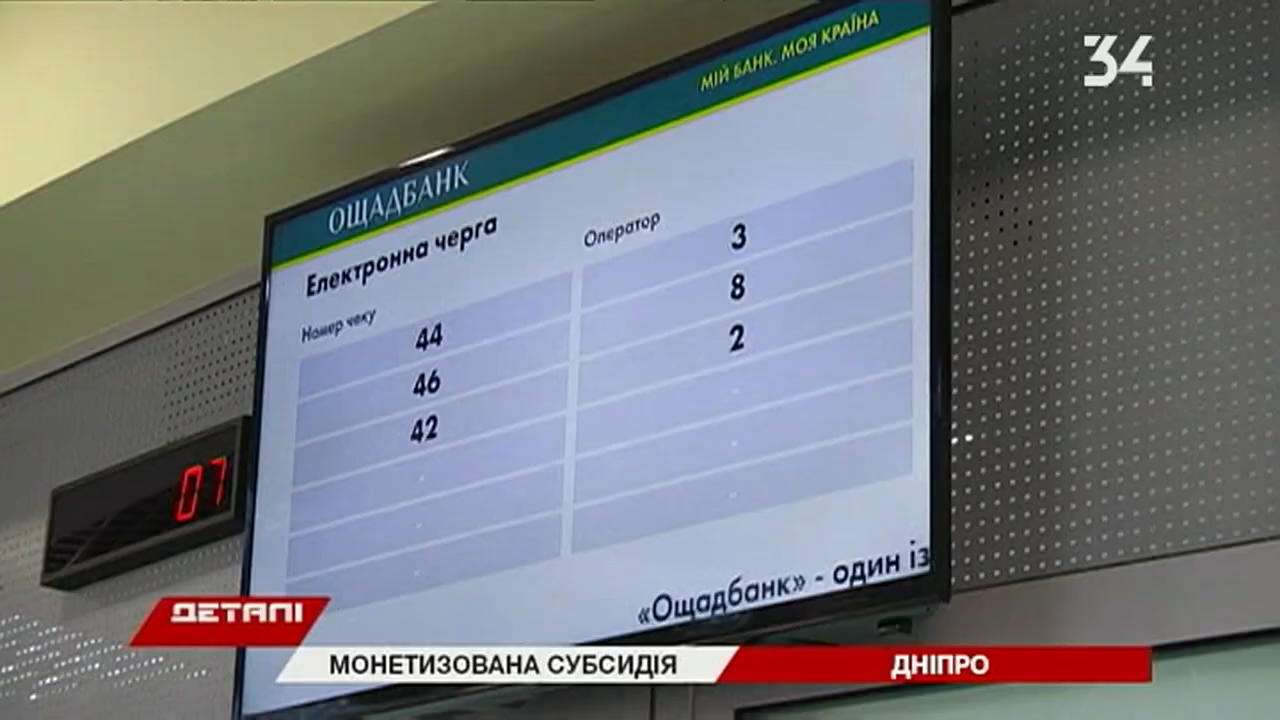 34
МІЙ БАНК. МОЯ КРАЇНА
ОЩАДБАНК
Електронна черга
Номер чеку Оператор
44 3
46 8
42 2
07
«Ощадбанк» - один із
ДЕТАЛІ
МОНЕТИЗОВАНА СУБСИДІЯ ДНІПРО